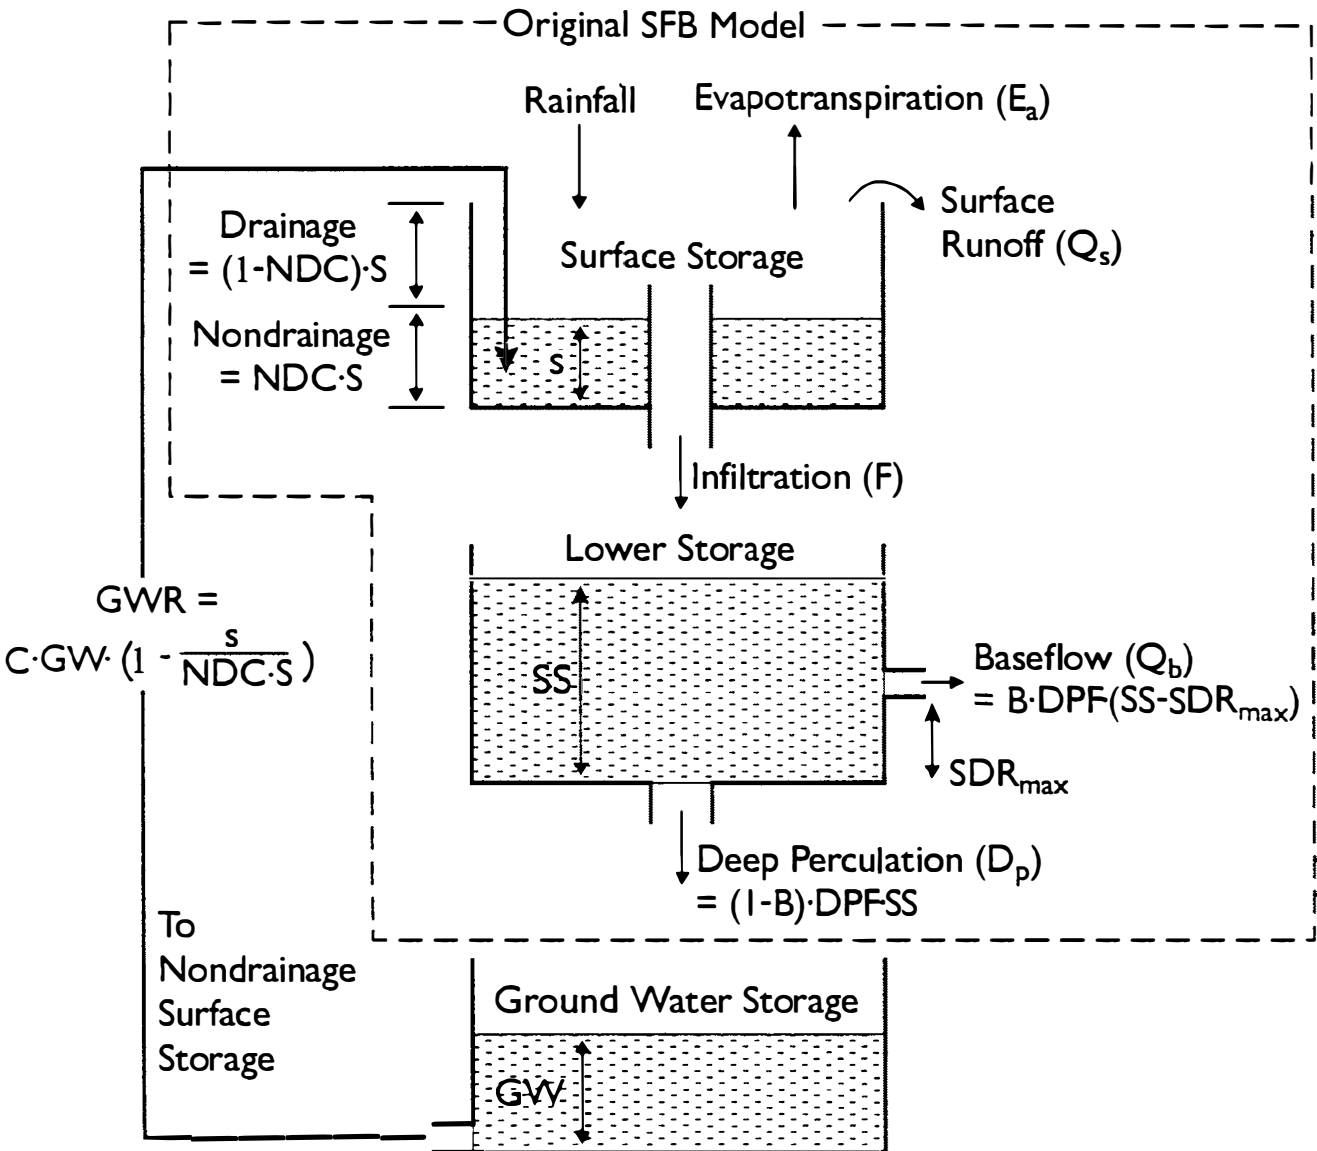 Original SFB Model
Rainfall
Evapotranspiration (Ea)
Drainage
= (1-NDC)·S
Surface
Runoff (Qs)
Surface Storage
Nondrainage
= NDC·S
s
Infiltration (F)
Lower Storage
GWR =
C·GW· (1 - s/NDC·S)
SS
Baseflow (Qb)
= B·DPF(SS-SDRmax)
SDRmax
Deep Perculation (Dp)
= (1-B)·DPF·SS
To
Nondrainage
Surface
Storage
Ground Water Storage
GW